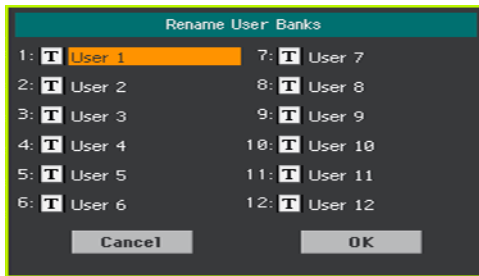 Rename User Banks
1: T User 1
2: T User 2
3: T User 3
4: T User 4
5: T User 5
6: T User 6
7: T User 7
8: T User 8
9: T User 9
10: T User 10
11: T User 11
12: T User 12
Cancel
OK